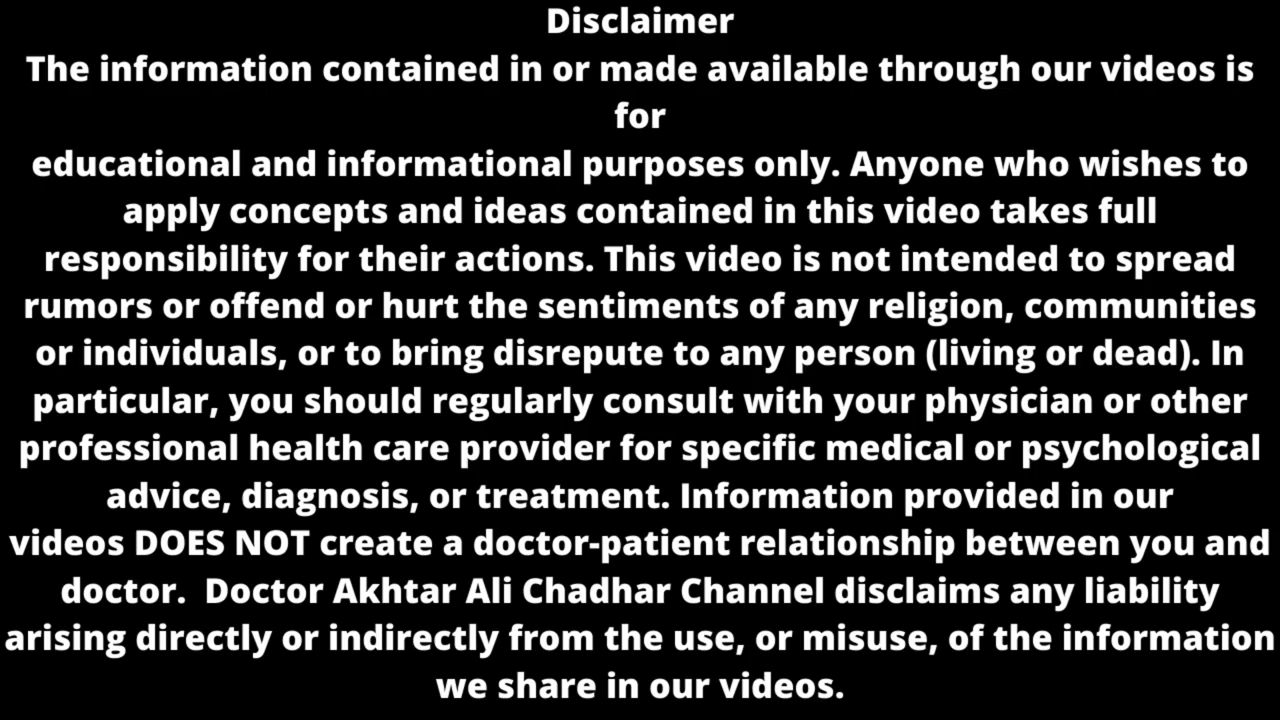 Disclaimer
The information contained in or made available through our videos is
for
educational and informational purposes only. Anyone who wishes to
apply concepts and ideas contained in this video takes full
responsibility for their actions. This video is not intended to spread
rumors or offend or hurt the sentiments of any religion, communities
or individuals, or to bring disrepute to any person (living or dead). In
particular, you should regularly consult with your physician or other
professional health care provider for specific medical or psychological
advice, diagnosis, or treatment. Information provided in our
videos DOES NOT create a doctor-patient relationship between you and
doctor.  Doctor Akhtar Ali Chadhar Channel disclaims any liability
arising directly or indirectly from the use, or misuse, of the information
we share in our videos.